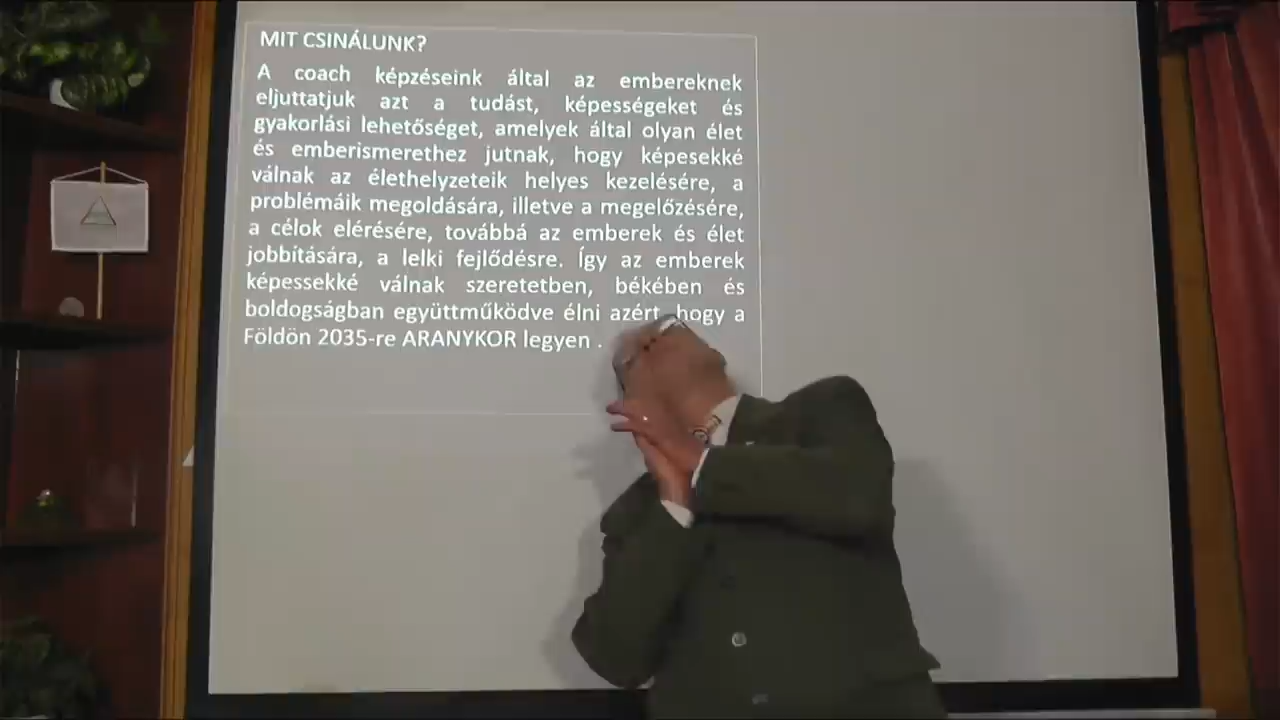 MIT CSINÁLUNK?
A coach képzéseink által az embereknek
eljuttatjuk azt a tudást, képességeket és
gyakorlási lehetőséget, amelyek által olyan élet
és emberismerethez jutnak, hogy képesekké
válnak az élethelyzeteik helyes kezelésére, a
problémáik megoldására, illetve a megelőzésére,
a célok elérésére, továbbá az emberek és élet
jobbítására, a lelki fejlődésre. Így az emberek
képessekké válnak szeretetben, békében és
boldogságban együttműködve élni azért, hogy a
Földön 2035-re ARANYKOR legyen .